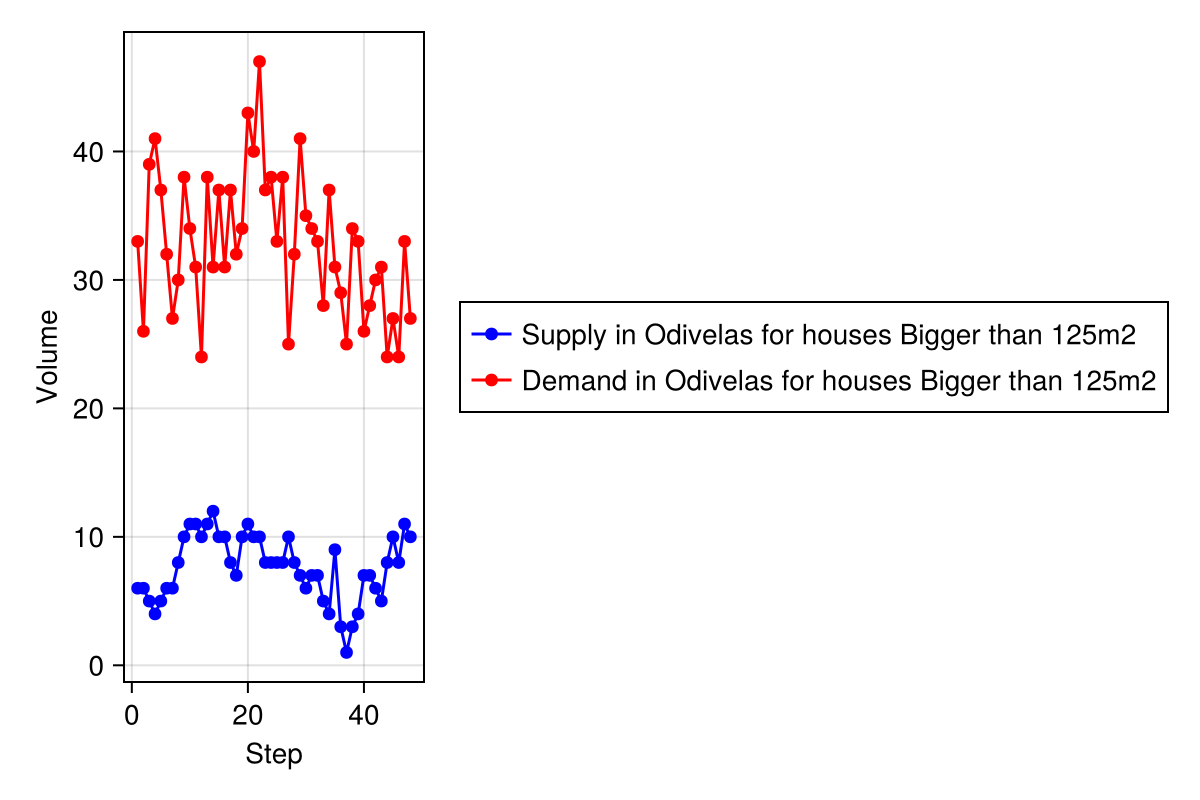 Volume
40
30
20
10
0
0 20 40
Step
Supply in Odivelas for houses Bigger than 125m2
Demand in Odivelas for houses Bigger than 125m2